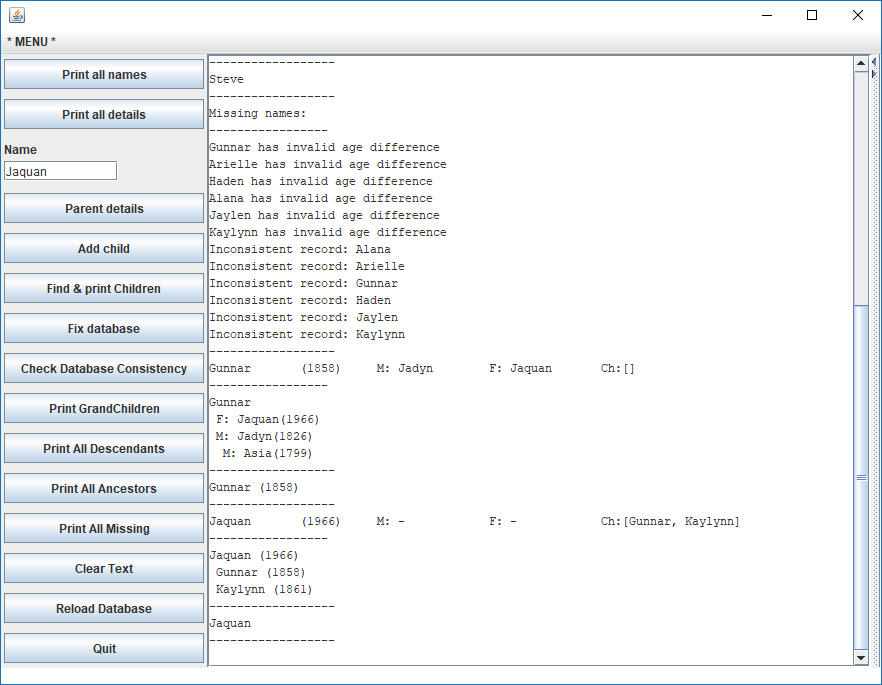 * MENU *
Print all names
Print all details
Name
Jaquan
Parent details
Add child
Find & print Children
Fix database
Check Database Consistency
Print GrandChildren
Print All Descendants
Print All Ancestors
Print All Missing
Clear Text
Reload Database
Quit
------------------
Steve
------------------
Missing names:
-----------------
Gunnar has invalid age difference
Arielle has invalid age difference
Haden has invalid age difference
Alana has invalid age difference
Jaylen has invalid age difference
Kaylynn has invalid age difference
Inconsistent record: Alana
Inconsistent record: Arielle
Inconsistent record: Gunnar
Inconsistent record: Haden
Inconsistent record: Jaylen
Inconsistent record: Kaylynn
------------------
Gunnar (1858) M: Jadyn F: Jaquan Ch:[]
-----------------
Gunnar
F: Jaquan(1966)
M: Jadyn(1826)
M: Asia(1799)
------------------
Gunnar (1858)
------------------
Jaquan (1966) M: - F: - Ch:[Gunnar, Kaylynn]
-----------------
Jaquan (1966)
Gunnar (1858)
Kaylynn (1861)
------------------
Jaquan
------------------